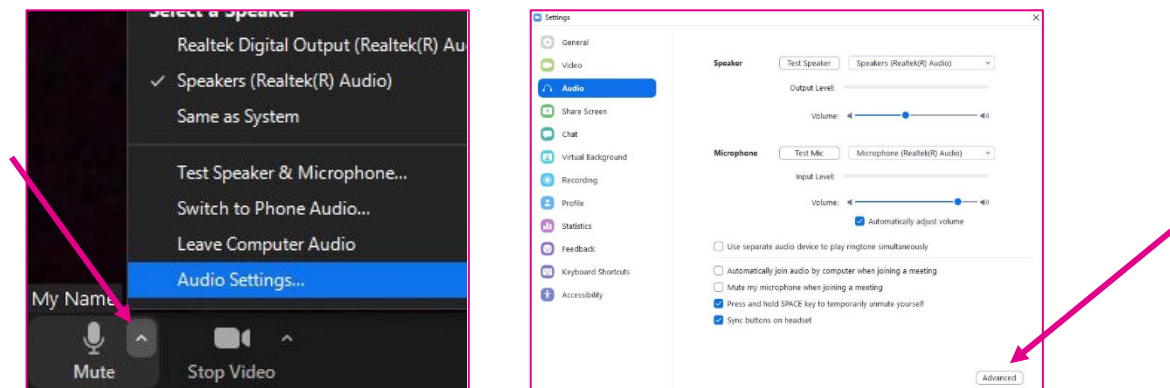 Select a Speaker
Realtek Digital Output (Realtek(R) Au
Speakers (Realtek(R) Audio)
Same as System
Test Speaker & Microphone...
Switch to Phone Audio...
Leave Computer Audio
Audio Settings...
My Name
Mute
Stop Video
Settings
General
Video
Audio
Share Screen
Chat
Virtual Background
Recording
Profile
Statistics
Feedback
Keyboard Shortcuts
Accessibility
Speaker Test Speaker Speakers (Realtek(R) Audio)
Output Level:
Volume:
Microphone Test Mic Microphone (Realtek(R) Audio)
Input Level:
Volume:
Automatically adjust volume
Use separate audio device to play ringtone simultaneously
Automatically join audio by computer when joining a meeting
Mute my microphone when joining a meeting
Press and hold SPACE key to temporarily unmute yourself
Sync buttons on headset
Advanced